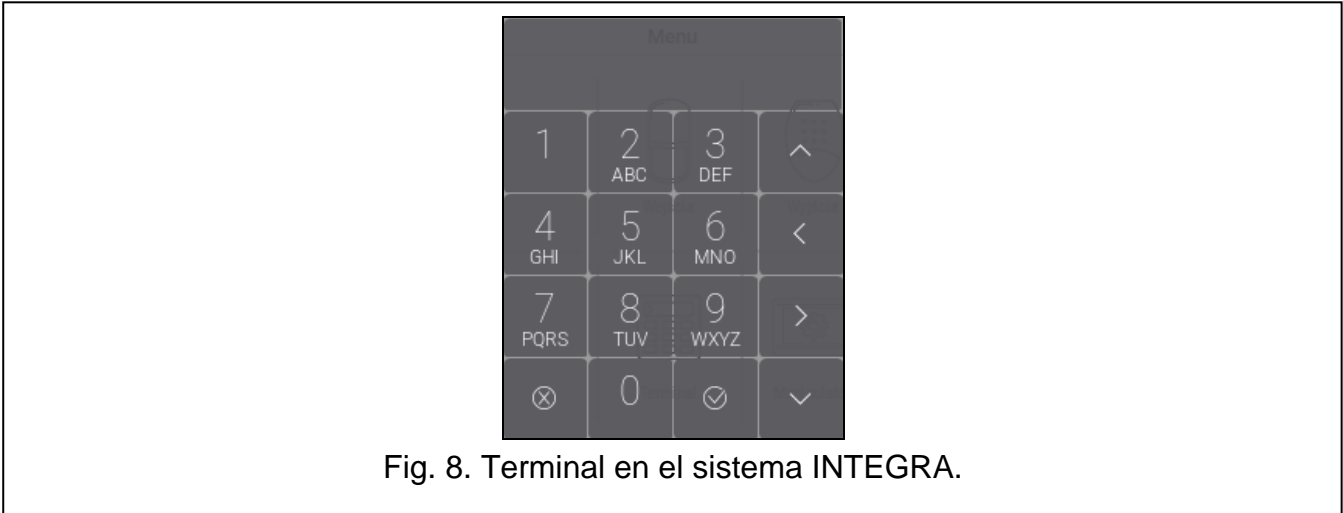 Menu
1 2 3
ABC DEF
4 5 6
GHI JKL MNO
7 8 9
PQRS TUV WXYZ
0
Fig. 8. Terminal en el sistema INTEGRA.